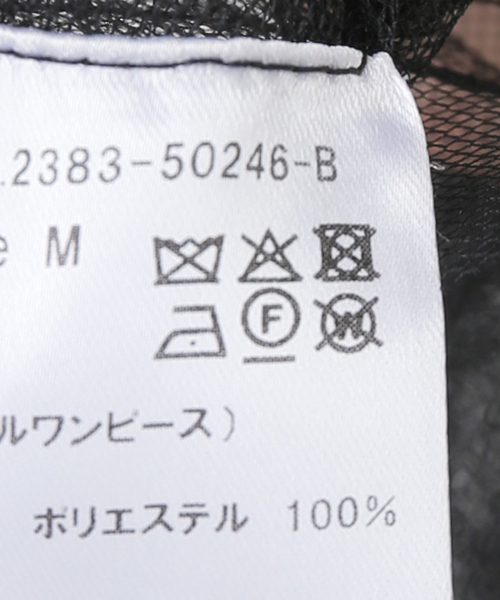 .2383-50246-B
e M
F
W
ルワンピース)
ポリエステル 100%